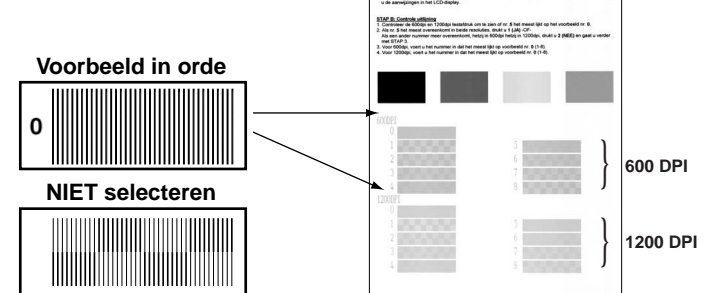 u de aanwijzingen in het LCD-display.
STAP B: Controle uitlijning
1. Controleer de 600dpi en 1200dpi testafdruk om te zien of nr. 5 het meest lijkt op het voorbeeld nr. 0.
2. Als nr. 5 het meest overeenkomt in beide resoluties, drukt u 1 (JA) -OF-
Als een ander nummer meer overeenkomt, hetzij in 600dpi hetzij in 1200dpi, drukt u 2 (NEE) en gaat u verder
met STAP 3.
3. Voor 600dpi, voert u het nummer in dat het meest lijkt op voorbeeld nr. 0 (1-8).
4. Voor 1200dpi, voert u het nummer in dat het meest lijkt op voorbeeld nr. 0 (1-8).
Voorbeeld in orde
0
NIET selecteren
600DPI
0
1 5
2 6
3 7
4 8
600 DPI
1200DPI
0
1 5
2 6
3 7
4 8
1200 DPI